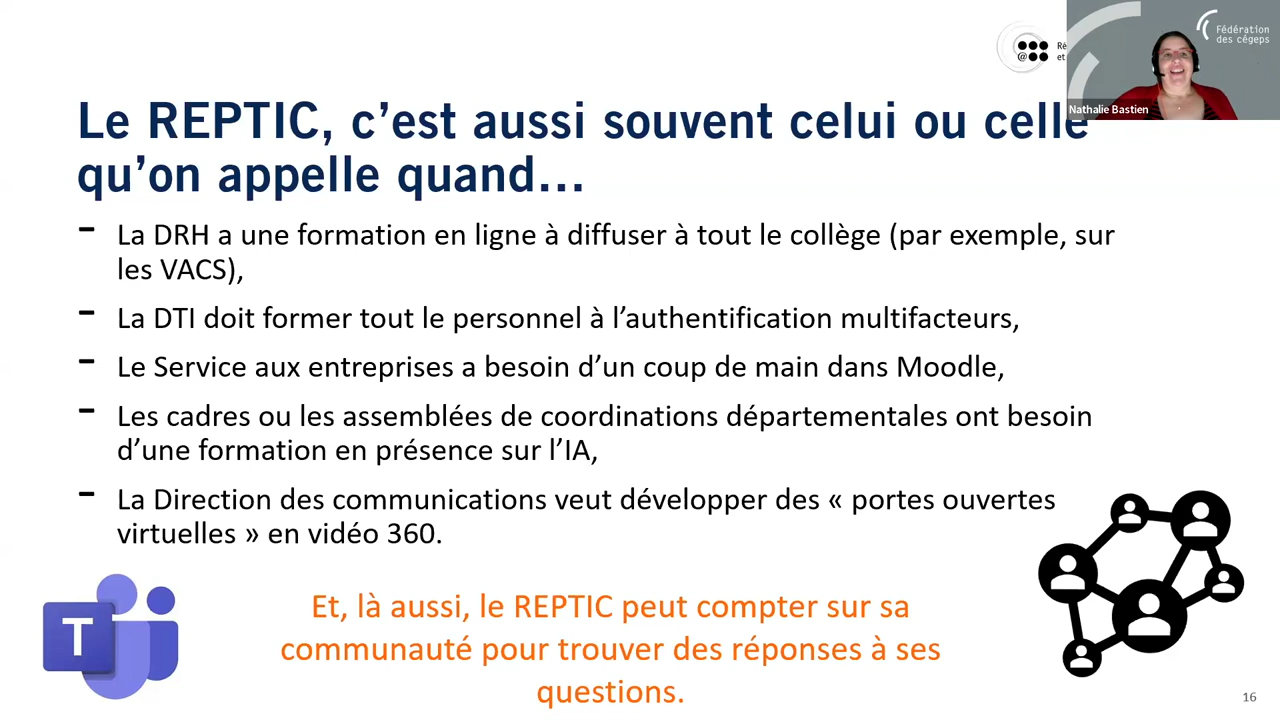 Fédération
des cégeps
Nathalie Bastien
Le REPTIC, c’est aussi souvent celui ou celle
qu’on appelle quand…
- La DRH a une formation en ligne à diffuser à tout le collège (par exemple, sur
les VACS),
- La DTI doit former tout le personnel à l’authentification multifacteurs,
- Le Service aux entreprises a besoin d’un coup de main dans Moodle,
- Les cadres ou les assemblées de coordinations départementales ont besoin
d’une formation en présence sur l’IA,
- La Direction des communications veut développer des « portes ouvertes
virtuelles » en vidéo 360.
T
Et, là aussi, le REPTIC peut compter sur sa
communauté pour trouver des réponses à ses
questions.
16